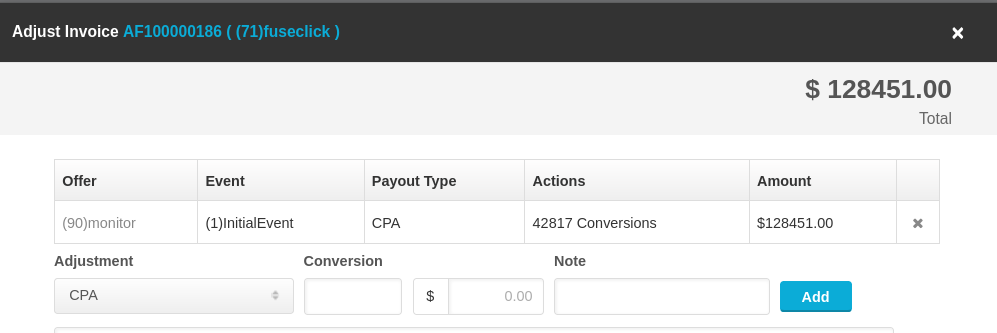 Adjust Invoice AF100000186 ( (71)fuseclick )
$ 128451.00
Total
Offer Event Payout Type Actions Amount
(90)monitor (1)InitialEvent CPA 42817 Conversions $128451.00
Adjustment Conversion Note
CPA $ 0.00 Add